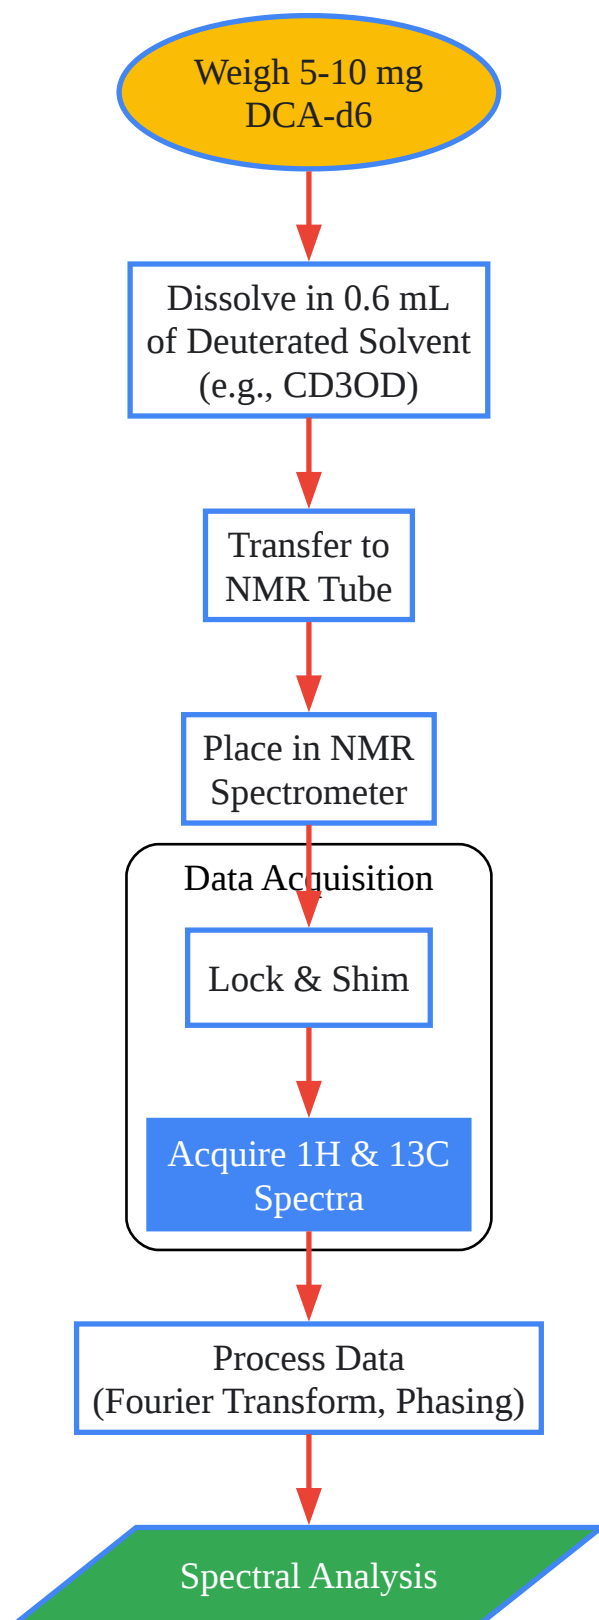 Weigh 5-10 mg
DCA-d6
Dissolve in 0.6 mL
of Deuterated Solvent
(e.g., CD3OD)
Transfer to
NMR Tube
Place in NMR
Spectrometer
Data Acquisition
Lock & Shim
Acquire 1H & 13C
Spectra
Process Data
(Fourier Transform, Phasing)
Spectral Analysis